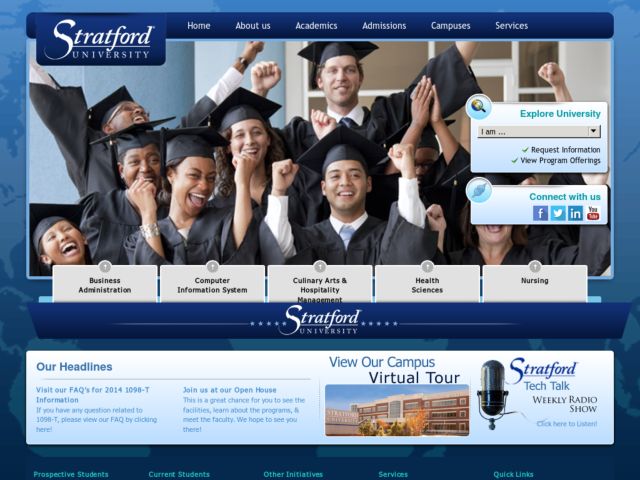 Stratford
UNIVERSITY
Home About us Academics Admissions Campuses Services
Explore University
I am ...
Request Information
View Program Offerings
Connect with us
You
Tube
Business
Administration
Computer
Information System
Culinary Arts &
Hospitality
Management
Health
Sciences
Nursing
Stratford
UNIVERSITY
Our Headlines
Visit our FAQ's for 2014 1098-T
Information
If you have any question related to
1098-T, please view our FAQ by clicking
here!
Join us at our Open House
This is a great chance for you to see the
facilities, learn about the programs, &
meet the faculty. We hope to see you
there!
View Our Campus
Virtual Tour
Stratford
Tech Talk
Weekly Radio
Show
Click here to Listen!
Prospective Students Current Students Other Initiatives Services Quick Links